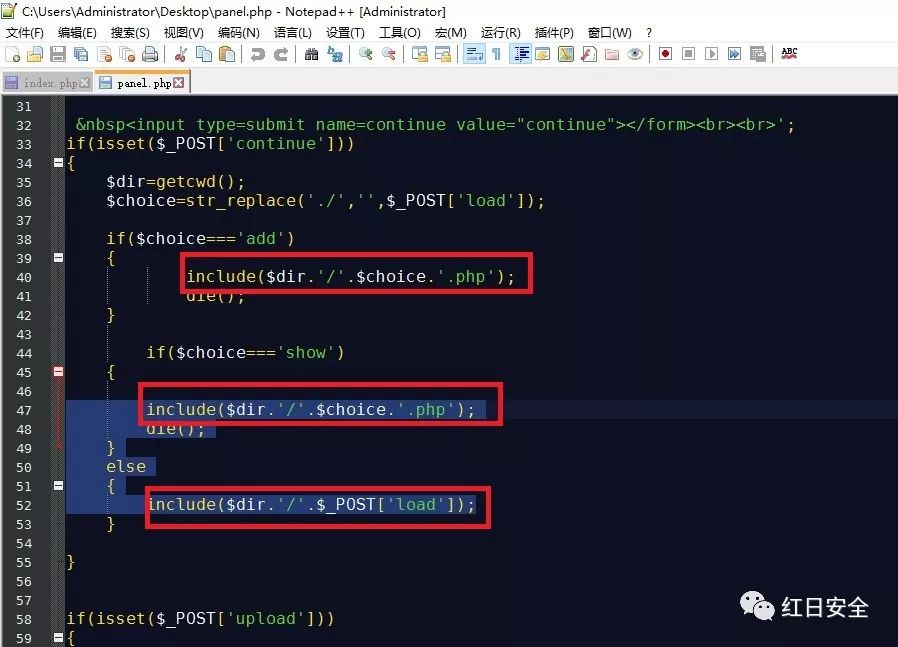 C:\Users\Administrator\Desktop\panel.php - Notepad++ [Administrator]
文件(F) 编辑(E) 搜索(S) 视图(V) 编码(N) 语言(L) 设置(T) 工具(O) 宏(M) 运行(R) 插件(P) 窗口(W) ?
index.php panel.php
31
32 &nbsp<input type=submit name=continue value="continue"></form><br><br>';
33 if(isset($_POST['continue']))
34 {
35 $dir=getcwd();
36 $choice=str_replace('./','',$_POST['load']);
37
38 if($choice==='add')
39 {
40 include($dir.'/'.$choice.'.php');
41 die();
42 }
43
44 if($choice==='show')
45 {
46
47 include($dir.'/'.$choice.'.php');
48 die();
49 }
50 else
51 {
52 include($dir.'/'.$_POST['load']);
53 }
54
55 }
56
57
58 if(isset($_POST['upload']))
59 {
ABC
红日安全